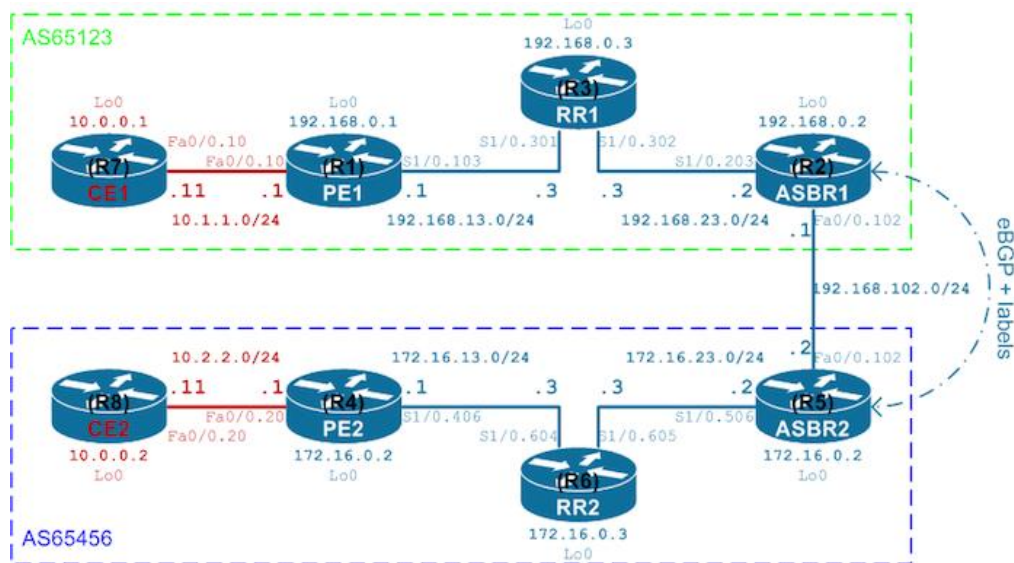 AS65123
Lo0
192.168.0.3
(R3)
RR1
Lo0
10.0.0.1
Fa0/0.10
(R7)
CE1
.11
Lo0
192.168.0.1
Fa0/0.10
(R1)
PE1
.1
S1/0.103
.1
10.1.1.0/24
S1/0.301
.3
192.168.13.0/24
S1/0.302
.3
192.168.23.0/24
Lo0
192.168.0.2
S1/0.203
.2
(R2)
ASBR1
Fa0/0.102
.1
192.168.102.0/24
eBGP + labels
AS65456
10.2.2.0/24
172.16.13.0/24
172.16.23.0/24
.2
Fa0/0.102
.11
.1
.1
.3
.3
.2
(R8)
CE2
Fa0/0.20
Fa0/0.20
10.0.0.2
Lo0
(R4)
PE2
S1/0.406
172.16.0.2
Lo0
S1/0.604
S1/0.605
(R6)
RR2
172.16.0.3
Lo0
S1/0.506
(R5)
ASBR2
172.16.0.2
Lo0